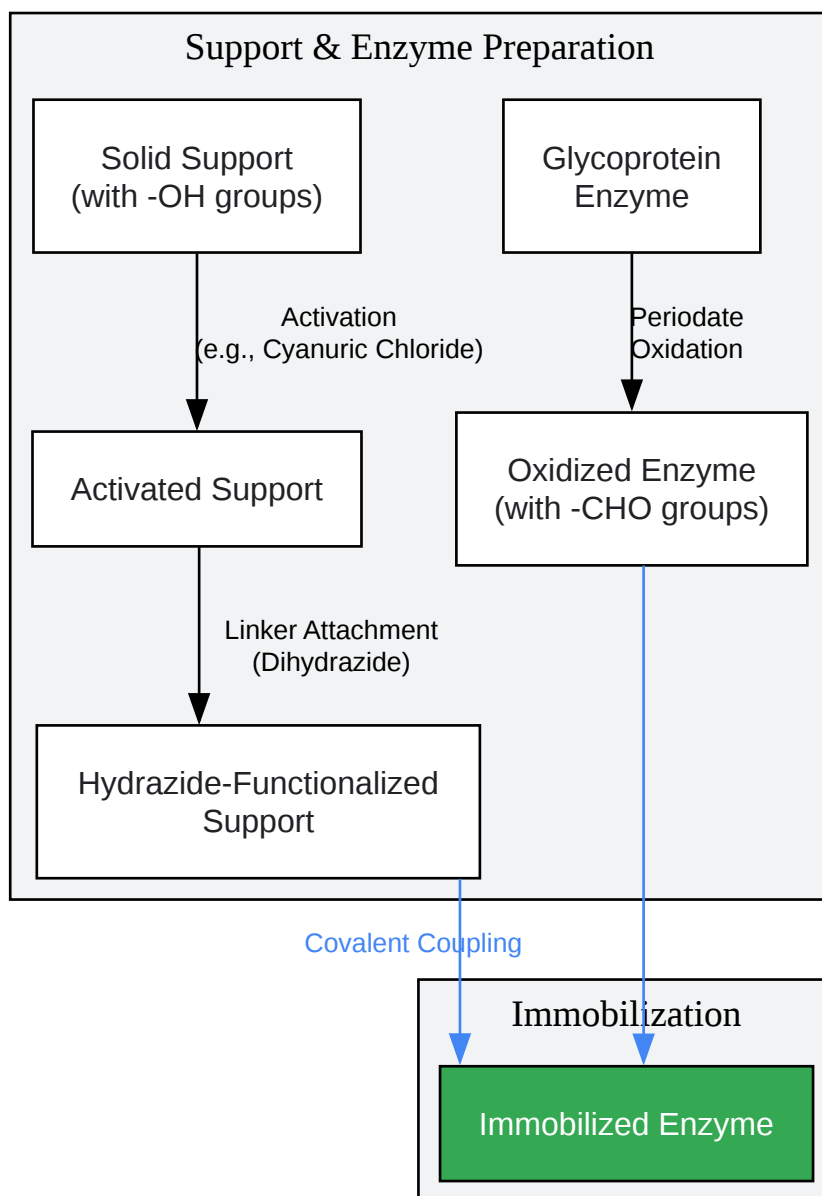 Support & Enzyme Preparation
Solid Support
(with -OH groups)
Glycoprotein
Enzyme
Activation
(e.g., Cyanuric Chloride)
Periodate
Oxidation
Activated Support
Oxidized Enzyme
(with -CHO groups)
Linker Attachment
(Dihydrazide)
Hydrazide-Functionalized
Support
Covalent Coupling
Immobilization
Immobilized Enzyme